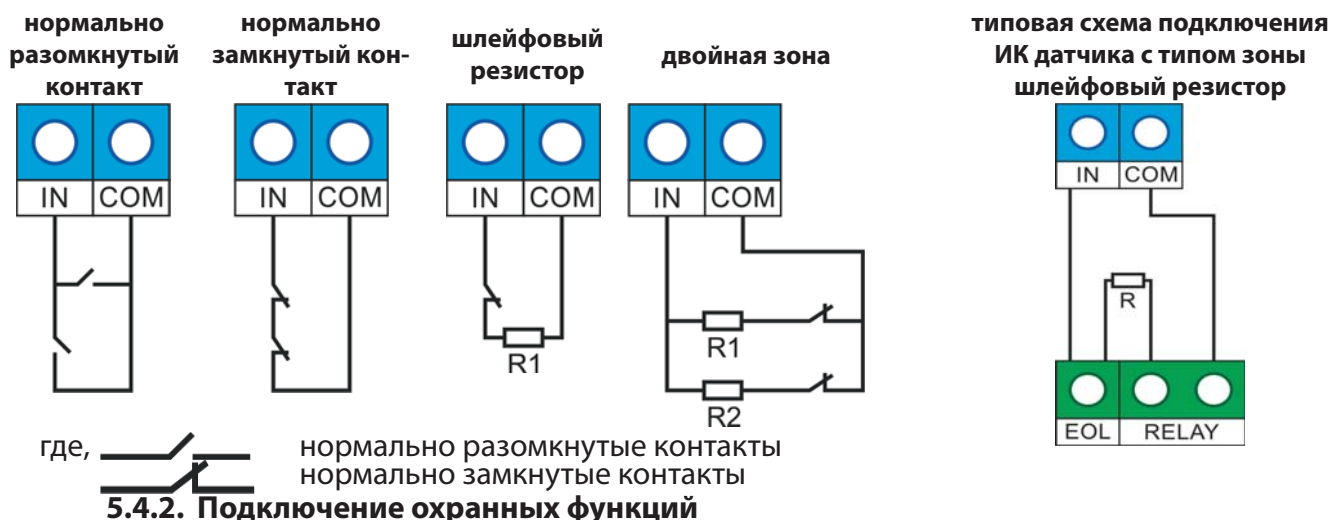 нормально
разомкнутый
контакт
нормально
замкнутый кон-
такт
шлейфовый
резистор
двойная зона
типовая схема подключения
ИК датчика с типом зоны
шлейфовый резистор
IN COM
IN COM
IN COM
IN COM
IN COM
R1
R1
R2
R
EOL RELAY
где, нормально разомкнутые контакты
нормально замкнутые контакты
5.4.2. Подключение охранных функций